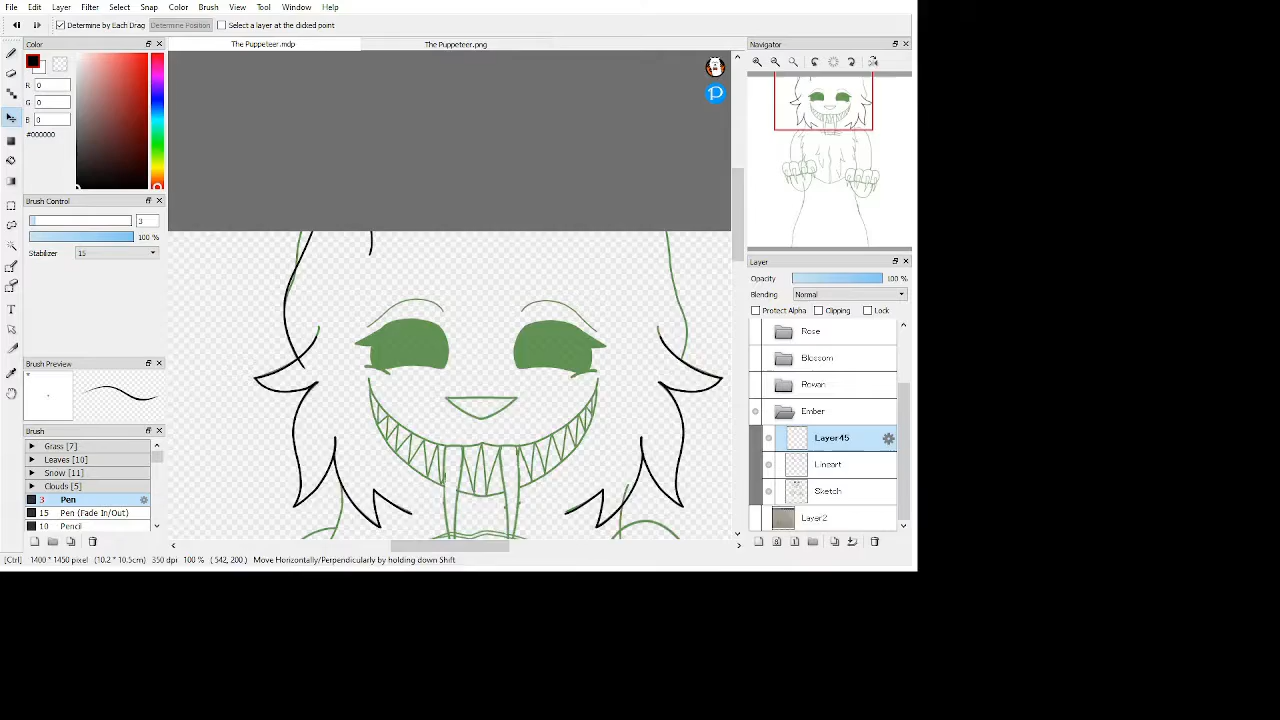 File Edit Layer Filter Select Snap Color Brush View Tool Window Help
Determine by Each Drag Determine Position Select a layer at the clicked point
Color
The Puppeteer.mdp
The Puppeteer.png
Navigator
R 0
G 0
B 0
#000000
Brush Control
3
100 %
Stabilizer 15
Layer
Opacity 100 %
Blending Normal
Protect Alpha Clipping Lock
Rose
Blossom
Rowan
Ember
Layer45
Lineart
Sketch
Layer2
Brush Preview
Brush
Grass [7]
Leaves [10]
Snow [11]
Clouds [5]
3 Pen
15 Pen (Fade In/Out)
10 Pencil
[Ctrl] 1400 * 1450 pixel (10.2 * 10.5cm) 350 dpi 100 % ( 542, 200 ) Move Horizontally/Perpendicularly by holding down Shift